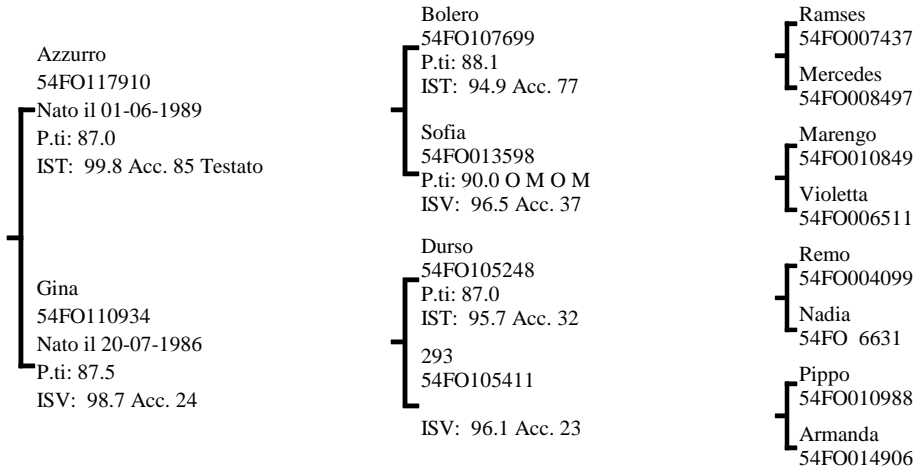 Azzurro
54FO117910
Nato il 01-06-1989
P.ti: 87.0
IST: 99.8 Acc. 85 Testato
Gina
54FO110934
Nato il 20-07-1986
P.ti: 87.5
ISV: 98.7 Acc. 24
Bolero
54FO107699
P.ti: 88.1
IST: 94.9 Acc. 77
Sofia
54FO013598
P.ti: 90.0 O M O M
ISV: 96.5 Acc. 37
Durso
54FO105248
P.ti: 87.0
IST: 95.7 Acc. 32
293
54FO105411
ISV: 96.1 Acc. 23
Ramses
54FO007437
Mercedes
54FO008497
Marengo
54FO010849
Violetta
54FO006511
Remo
54FO004099
Nadia
54FO 6631
Pippo
54FO010988
Armanda
54FO014906